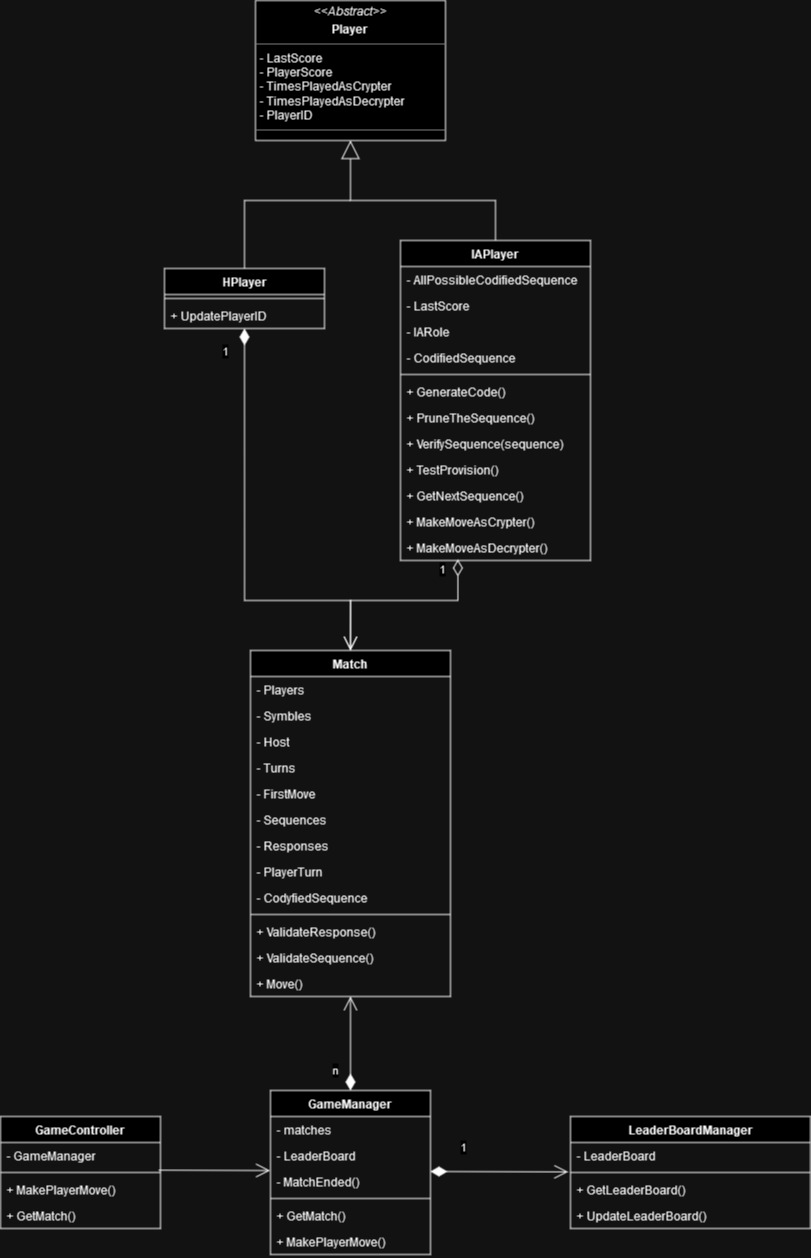 <<Abstract>>
Player
- LastScore
- PlayerScore
- TimesPlayedAsCrypter
- TimesPlayedAsDecrypter
- PlayerID
HPlayer
+ UpdatePlayerID
1
IAPlayer
- AllPossibleCodifiedSequence
- LastScore
- IARole
- CodifiedSequence
+ GenerateCode()
+ PruneTheSequence()
+ VerifySequence(sequence)
+ TestProvision()
+ GetNextSequence()
+ MakeMoveAsCrypter()
+ MakeMoveAsDecrypter()
1
Match
- Players
- Symbles
- Host
- Turns
- FirstMove
- Sequences
- Responses
- PlayerTurn
- CodyfiedSequence
+ ValidateResponse()
+ ValidateSequence()
+ Move()
n
GameController
- GameManager
+ MakePlayerMove()
+ GetMatch()
GameManager
- matches
- LeaderBoard
- MatchEnded()
+ GetMatch()
+ MakePlayerMove()
1
LeaderBoardManager
- LeaderBoard
+ GetLeaderBoard()
+ UpdateLeaderBoard()